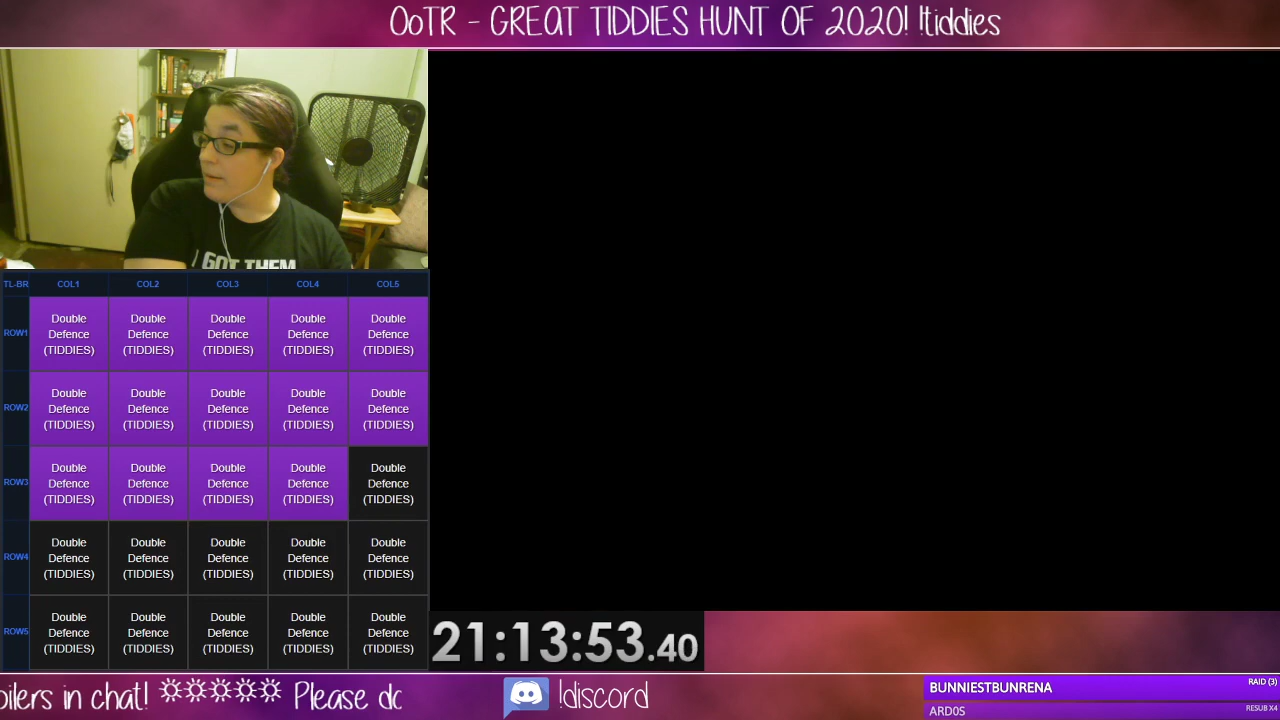 OoTR - GREAT TIDDIES HUNT OF 2020! !tiddies
I GOT THEM
TL-BR COL1 COL2 COL3 COL4 COL5
ROW1
Double Defence (TIDDIES)
Double Defence (TIDDIES)
Double Defence (TIDDIES)
Double Defence (TIDDIES)
Double Defence (TIDDIES)
ROW2
Double Defence (TIDDIES)
Double Defence (TIDDIES)
Double Defence (TIDDIES)
Double Defence (TIDDIES)
Double Defence (TIDDIES)
ROW3
Double Defence (TIDDIES)
Double Defence (TIDDIES)
Double Defence (TIDDIES)
Double Defence (TIDDIES)
Double Defence (TIDDIES)
ROW4
Double Defence (TIDDIES)
Double Defence (TIDDIES)
Double Defence (TIDDIES)
Double Defence (TIDDIES)
Double Defence (TIDDIES)
ROW5
Double Defence (TIDDIES)
Double Defence (TIDDIES)
Double Defence (TIDDIES)
Double Defence (TIDDIES)
Double Defence (TIDDIES)
21:13:53.40
oilers in chat! Please dc
!discord
BUNNIESTBUNRENA RAID (3)
ARD0S RESUB X4